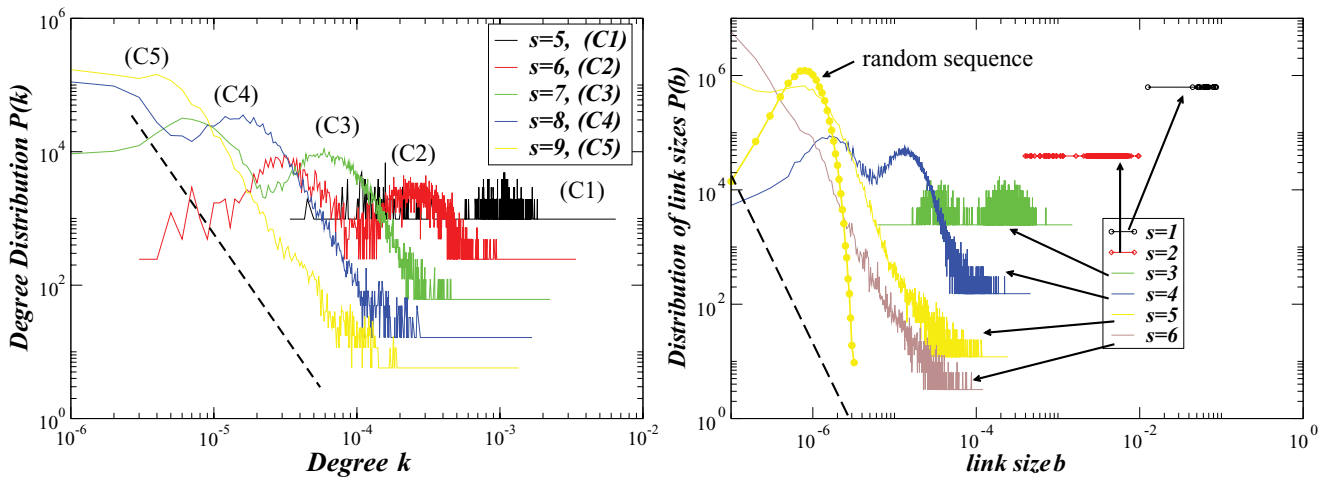 Degree Distribution P(k)
10^6
10^4
10^2
10^0
(C5)
(C4)
(C3)
(C2)
(C1)
s=5, (C1)
s=6, (C2)
s=7, (C3)
s=8, (C4)
s=9, (C5)
10^-6
10^-5
10^-4
10^-3
10^-2
Degree k
Distribution of link sizes P(b)
10^6
10^4
10^2
10^0
random sequence
s=1
s=2
s=3
s=4
s=5
s=6
10^-6
10^-4
10^-2
10^0
link size b